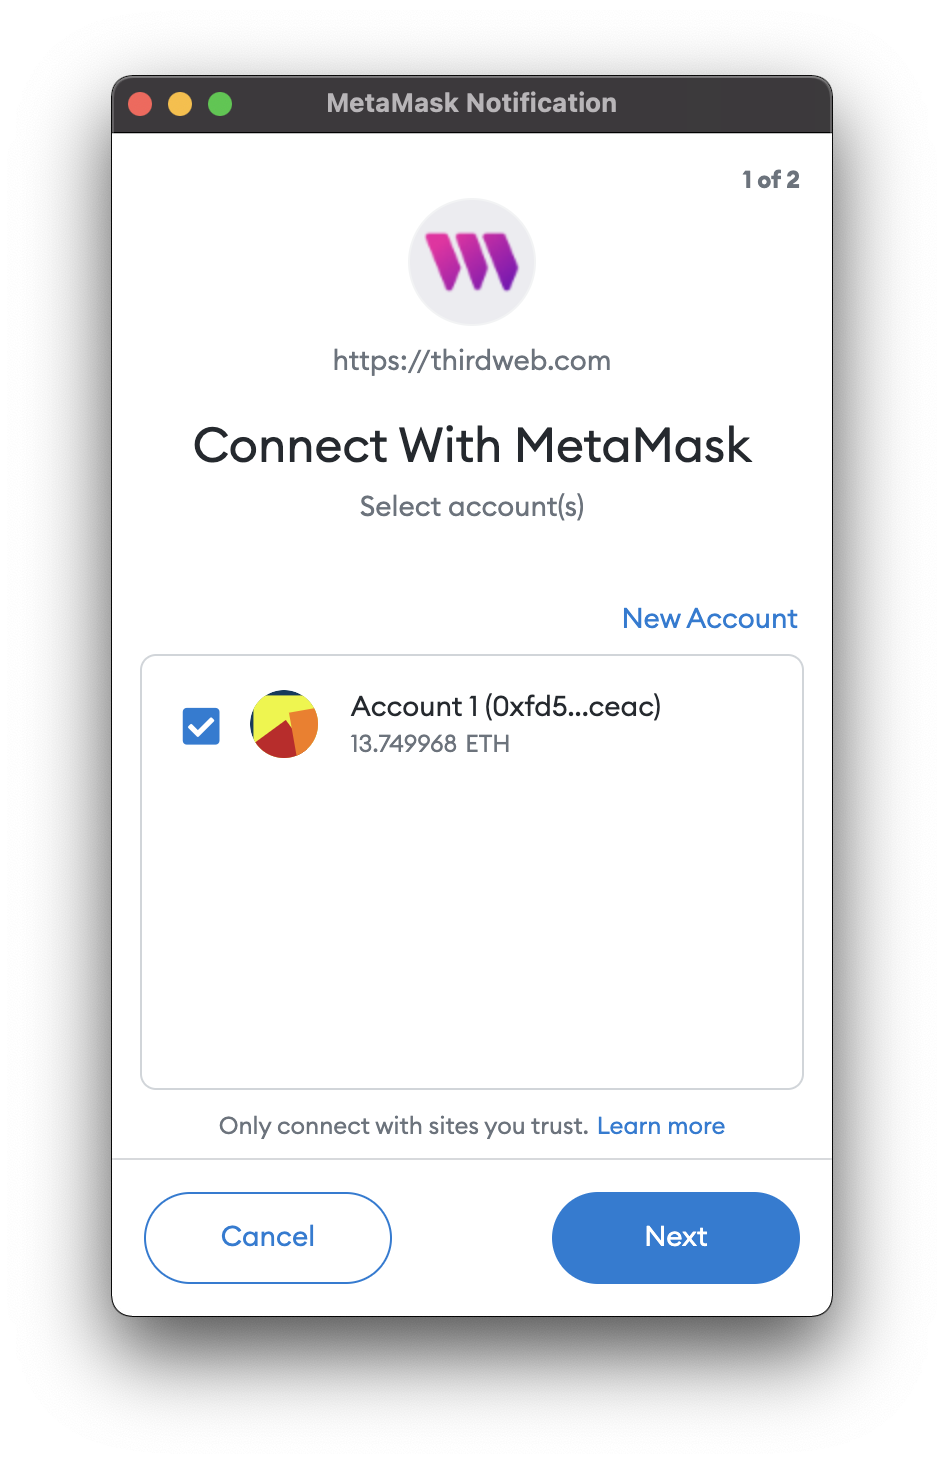 MetaMask Notification
1 of 2
https://thirdweb.com
Connect With MetaMask
Select account(s)
New Account
Account 1 (0xfd5...ceac)
13.749968 ETH
Only connect with sites you trust. Learn more
Cancel
Next